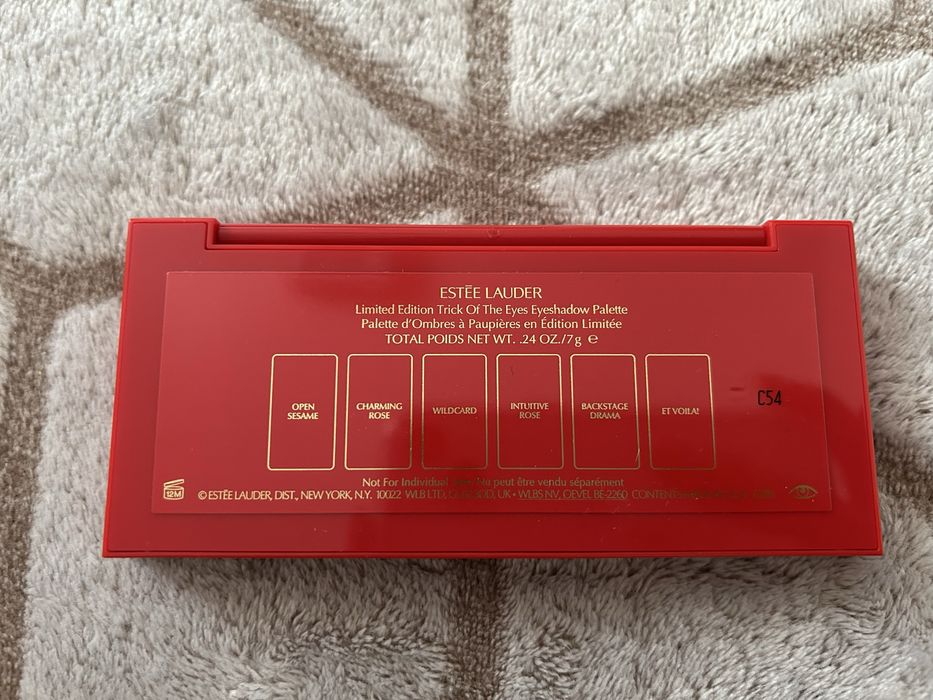 ESTĒE LAUDER
Limited Edition Trick Of The Eyes Eyeshadow Palette
Palette d'Ombres à Paupières en Édition Limitée
TOTAL POIDS NET WT. .24 OZ./7 g e
OPEN
SESAME
CHARMING
ROSE
WILDCARD
INTUITIVE
ROSE
BACKSTAGE
DRAMA
ET VOILA!
C54
12M
Not For Individual Ne peut être vendu séparément
© ESTĒE LAUDER, DIST., NEW YORK, N.Y. 10022 WLB LTD, UK • WLBS NV, OEVEL BE-2260